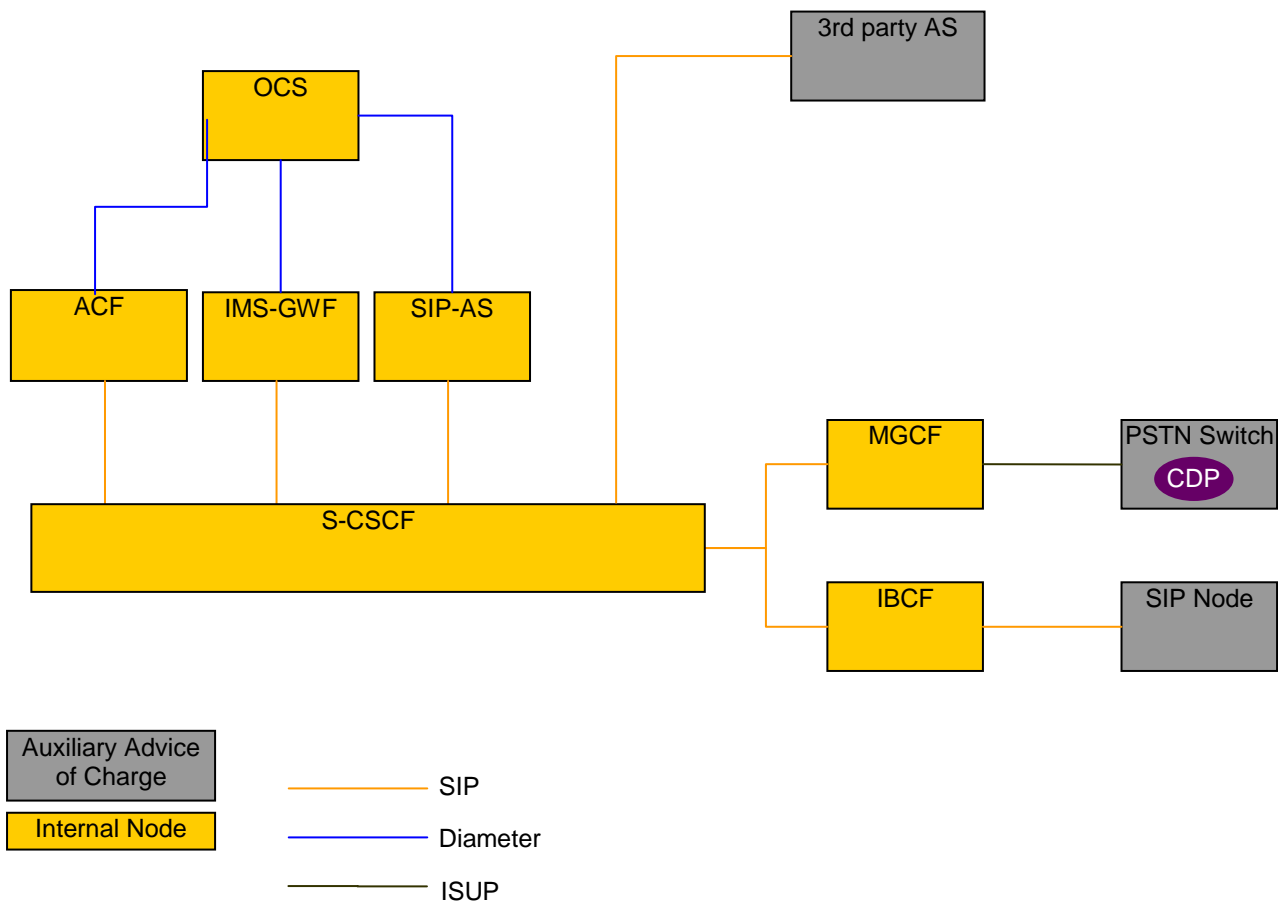 3rd party AS
OCS
ACF
IMS-GWF
SIP-AS
MGCF
PSTN Switch
CDP
S-CSCF
IBCF
SIP Node
Auxiliary Advice
of Charge
Internal Node
SIP
Diameter
ISUP